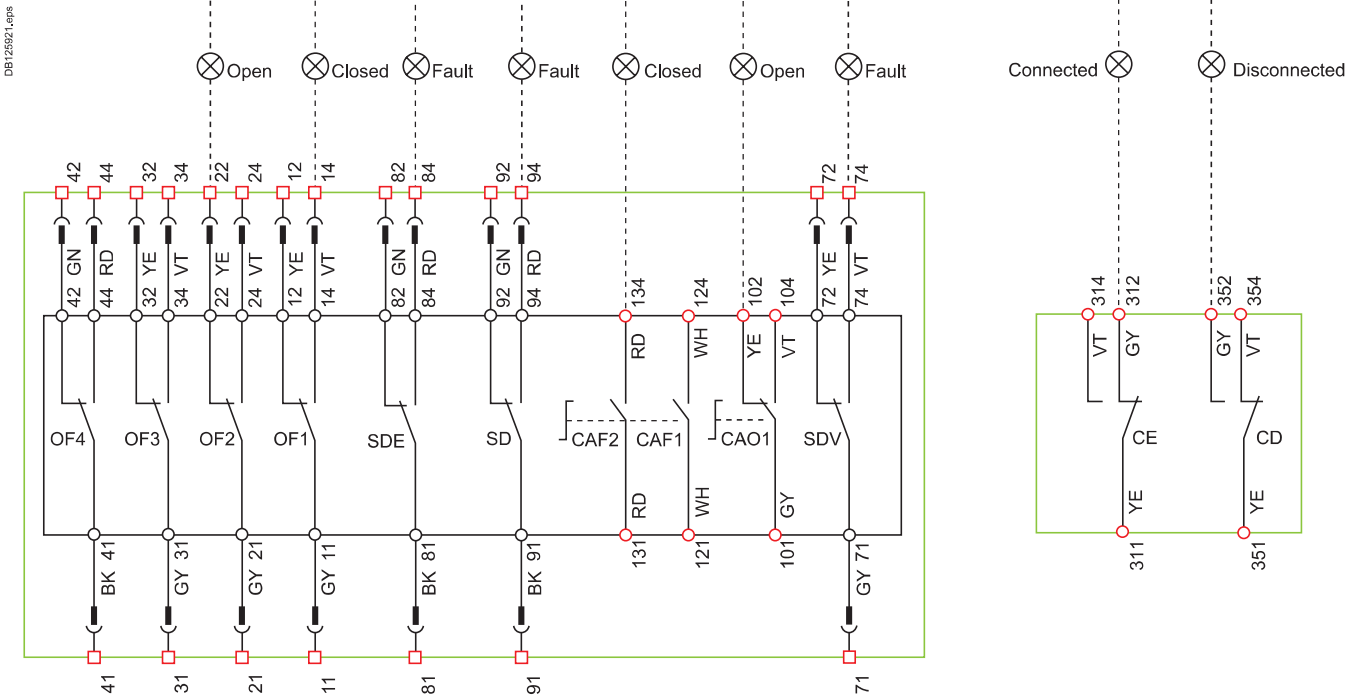 DB125921.eps
Open Closed Fault Fault Closed Open Fault Connected Disconnected
42 44 32 34 22 24 12 14 82 84 92 94 72 74
GN RD YE VT YE VT YE VT GN RD GN RD YE VT
42 44 32 34 22 24 12 14 82 84 92 94 134 124 102 104 72 74 314 312 352 354
RD WH YE VT VT GY GY VT
OF4 OF3 OF2 OF1 SDE SD CAF2 CAF1 CAO1 SDV CE CD
RD WH GY YE YE
41 31 21 11 81 91 131 121 101 71 311 351
BK GY GY GY BK BK GY
41 31 21 11 81 91 71